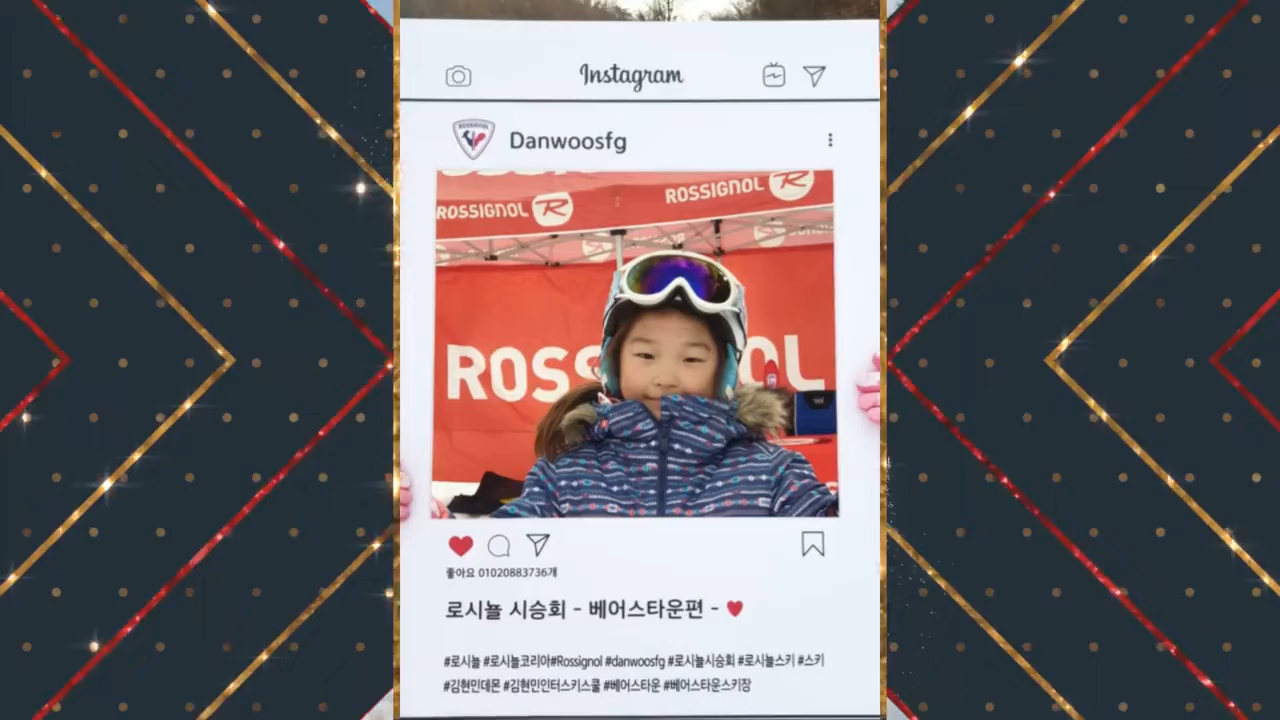 Instagram
ROSSIGNOL
Danwoosfg
ROSSIGNOL R
ROSSIGNOL R
좋아요 01020883736개
로시뇰 시승회 - 베어스타운편 - ♥
#로시뇰 #로시뇰코리아#Rossignol #danwoosfg #로시뇰시승회 #로시뇰스키 #스키
#김현민데몬 #김현민인터스키스쿨 #베어스타운 #베어스타운스키장